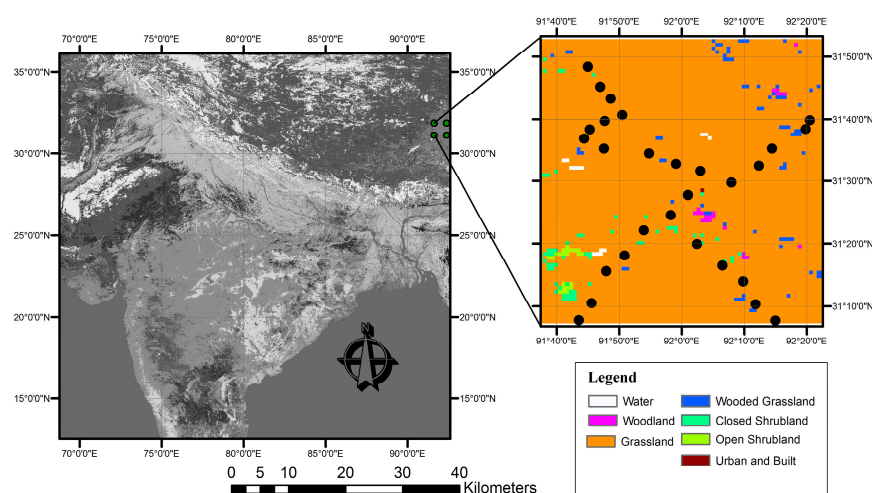 91°40'0"E 91°50'0"E 92°0'0"E 92°10'0"E 92°20'0"E
70°0'0"E 75°0'0"E 80°0'0"E 85°0'0"E 90°0'0"E
35°0'0"N 35°0'0"N
30°0'0"N 30°0'0"N
25°0'0"N 25°0'0"N
20°0'0"N 20°0'0"N
15°0'0"N 15°0'0"N
N
70°0'0"E 75°0'0"E 80°0'0"E 85°0'0"E 90°0'0"E
0 5 10 20 30 40
Kilometers
31°50'0"N
31°40'0"N
31°30'0"N
31°20'0"N
31°10'0"N
91°40'0"E 91°50'0"E 92°0'0"E 92°10'0"E 92°20'0"E
Legend
Water
Woodland
Grassland
Wooded Grassland
Closed Shrubland
Open Shrubland
Urban and Built